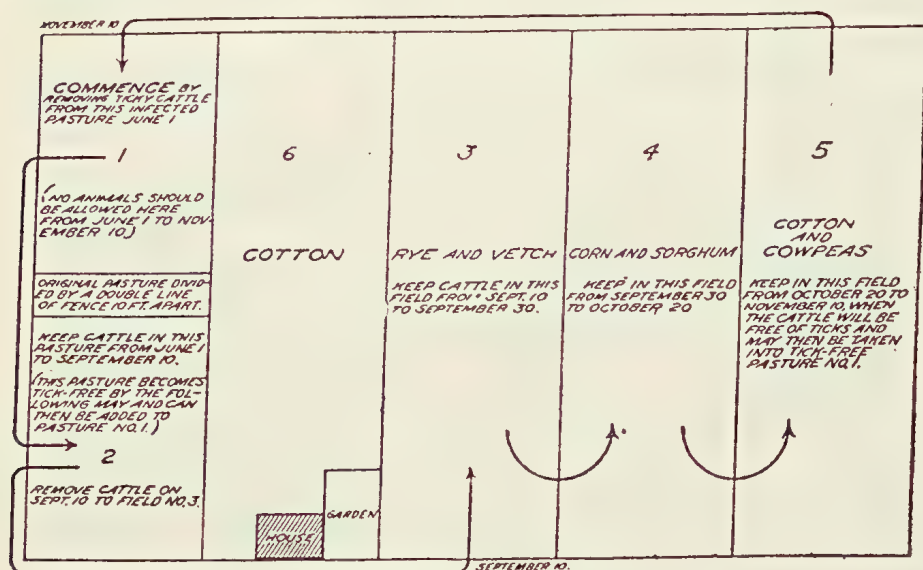 NOVEMBER 10
COMMENCE BY
REMOVING TICKY CATTLE
FROM THIS INFECTED
PASTURE JUNE 1
1
(NO ANIMALS SHOULD
BE ALLOWED HERE
FROM JUNE 1 TO NOV-
EMBER 10.)
ORIGINAL PASTURE DIVID-
ED BY A DOUBLE LINE
OF FENCE 10 FT. APART.
KEEP CATTLE IN THIS
PASTURE FROM JUNE 1
TO SEPTEMBER 10.
(THIS PASTURE BECOMES
TICK-FREE BY THE FOL-
LOWING MAY AND CAN
THEN BE ADDED TO
PASTURE NO.1.)
2
REMOVE CATTLE ON
SEPT. 10 TO FIELD NO.3.
6
COTTON
HOUSE
GARDEN
3
RYE AND VETCH
KEEP CATTLE IN THIS
FIELD FROM SEPT. 10
TO SEPTEMBER 30.
4
CORN AND SORGHUM
KEEP IN THIS FIELD
FROM SEPTEMBER 30
TO OCTOBER 20
5
COTTON
AND
COWPEAS
KEEP IN THIS FIELD
FROM OCTOBER 20 TO
NOVEMBER 10, WHEN
THE CATTLE WILL BE
FREE OF TICKS AND
MAY THEN BE TAKEN
INTO TICK-FREE
PASTURE NO.1.
SEPTEMBER 10.